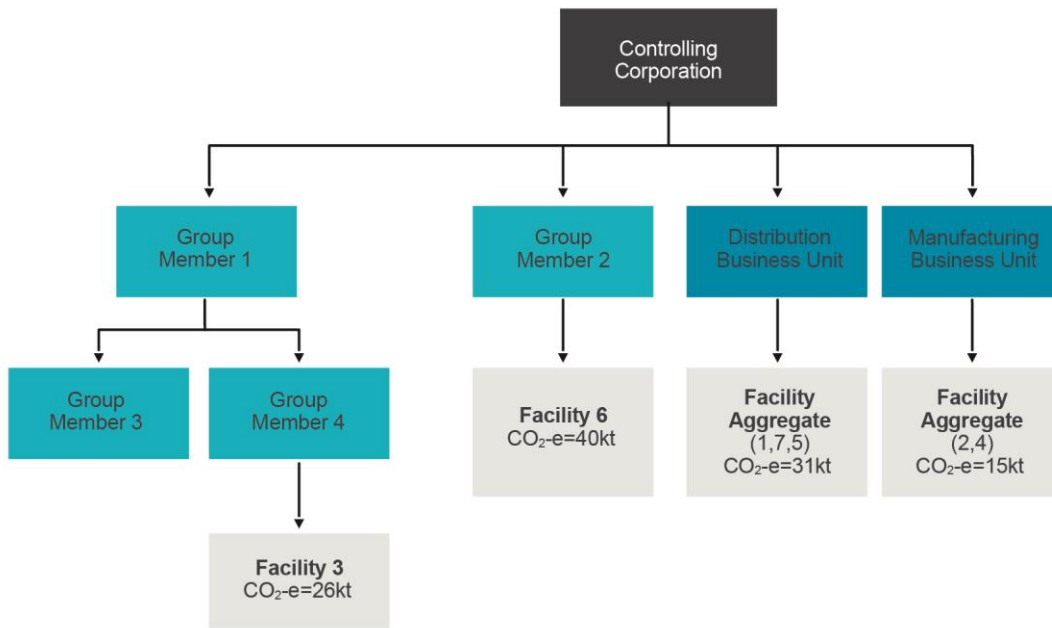 Controlling
Corporation
Group
Member 1
Group
Member 2
Distribution
Business Unit
Manufacturing
Business Unit
Group
Member 3
Group
Member 4
Facility 6
CO₂-e=40kt
Facility
Aggregate
(1,7,5)
CO₂-e=31kt
Facility
Aggregate
(2,4)
CO₂-e=15kt
Facility 3
CO₂-e=26kt